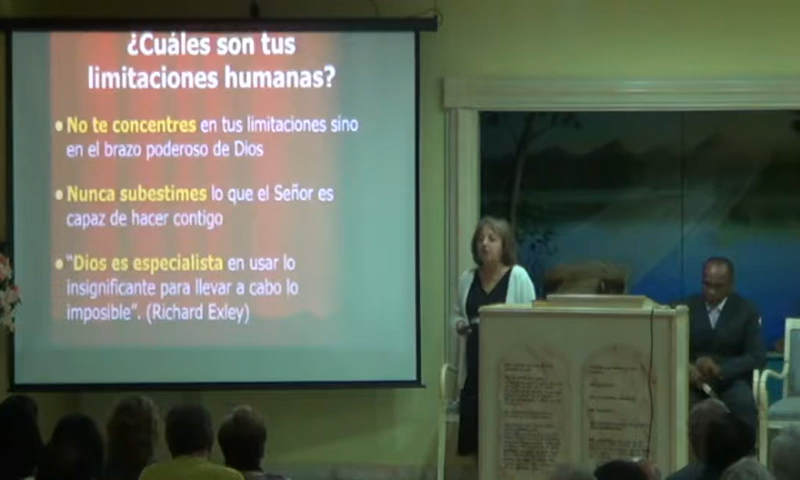 ¿Cuáles son tus
limitaciones humanas?
No te concentres en tus limitaciones sino
en el brazo poderoso de Dios
Nunca subestimes lo que el Señor es
capaz de hacer contigo
"Dios es especialista en usar lo
insignificante para llevar a cabo lo
imposible". (Richard Exley)